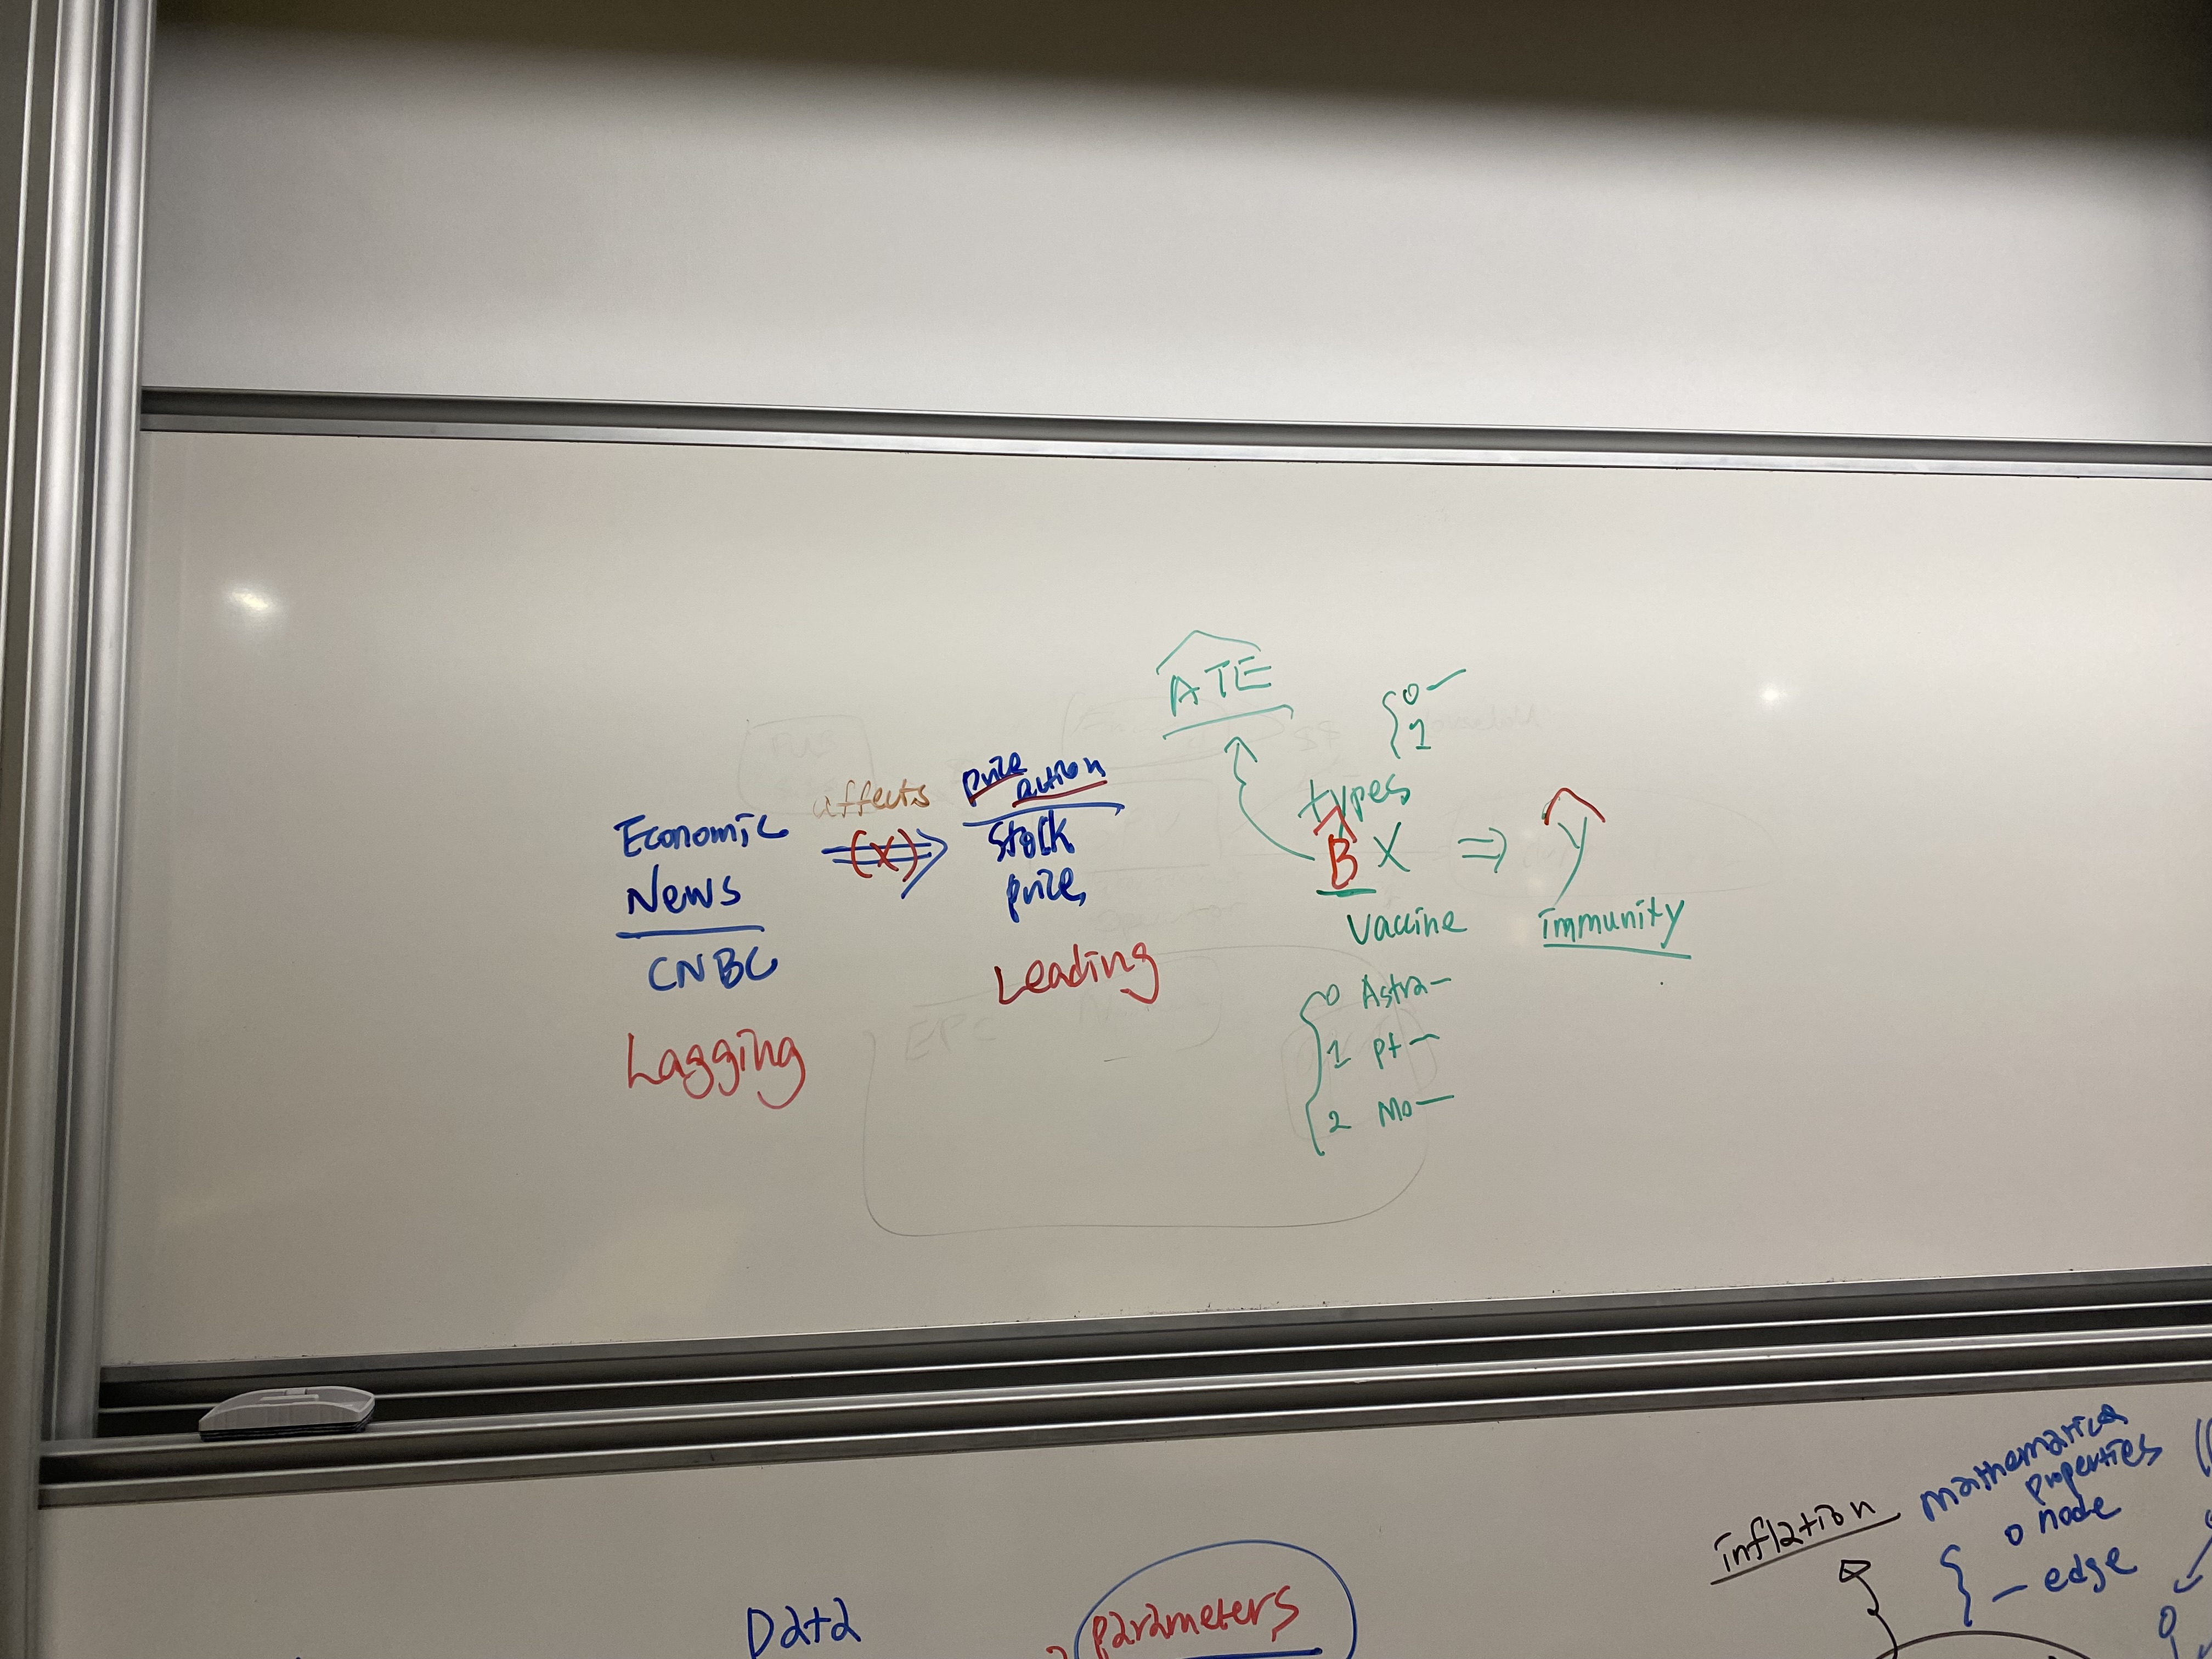 Economic
News
CNBC
Lagging
affects
(X)
price
action
Stock
price
Leading
ATE
{ 0
1
types
B X ⇒ y
Vaccine
immunity
0 Astra—
1 Pf—
2 Mo—
Data
parameters
inflation
mathematica
properties
o node
— edge